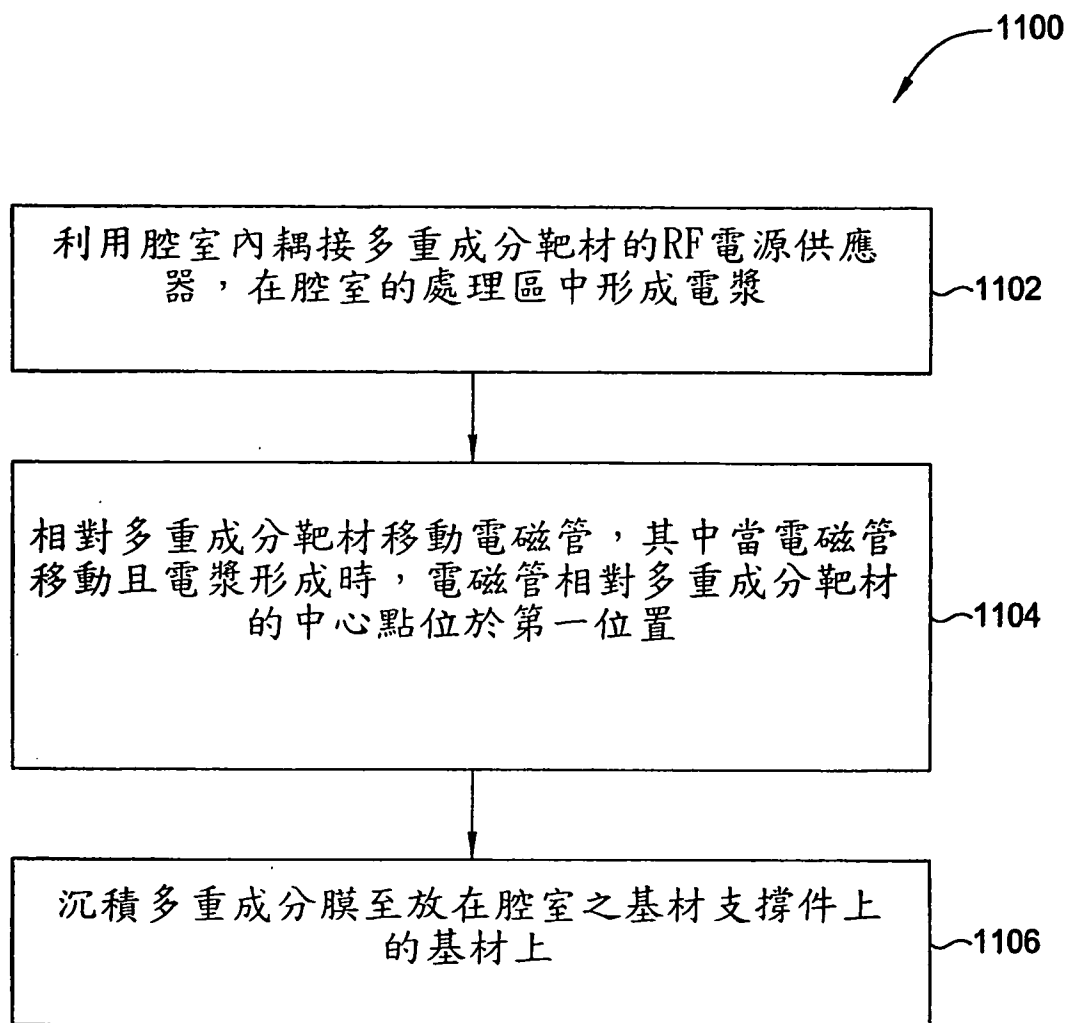 1100
利用腔室內耦接多重成分靶材的RF電源供應
器，在腔室的處理區中形成電漿
1102
相對多重成分靶材移動電磁管，其中當電磁管
移動且電漿形成時，電磁管相對多重成分靶材
的中心點位於第一位置
1104
沉積多重成分膜至放在腔室之基材支撐件上
的基材上
1106